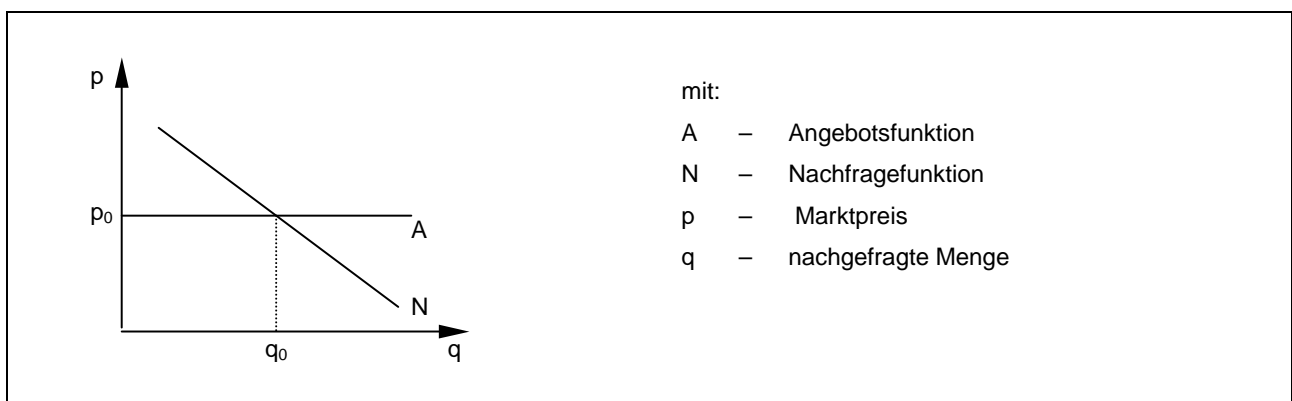 p
p₀
A
N
q₀
q
mit:
A – Angebotsfunktion
N – Nachfragefunktion
p – Marktpreis
q – nachgefragte Menge